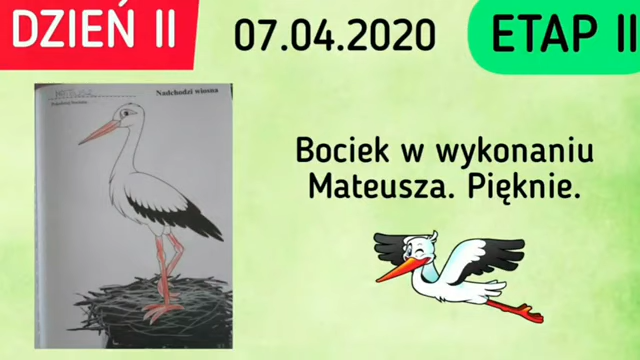 DZIEŃ II
07.04.2020
ETAP II
Nadchodzi wiosna
Bociek w wykonaniu
Mateusza. Pięknie.